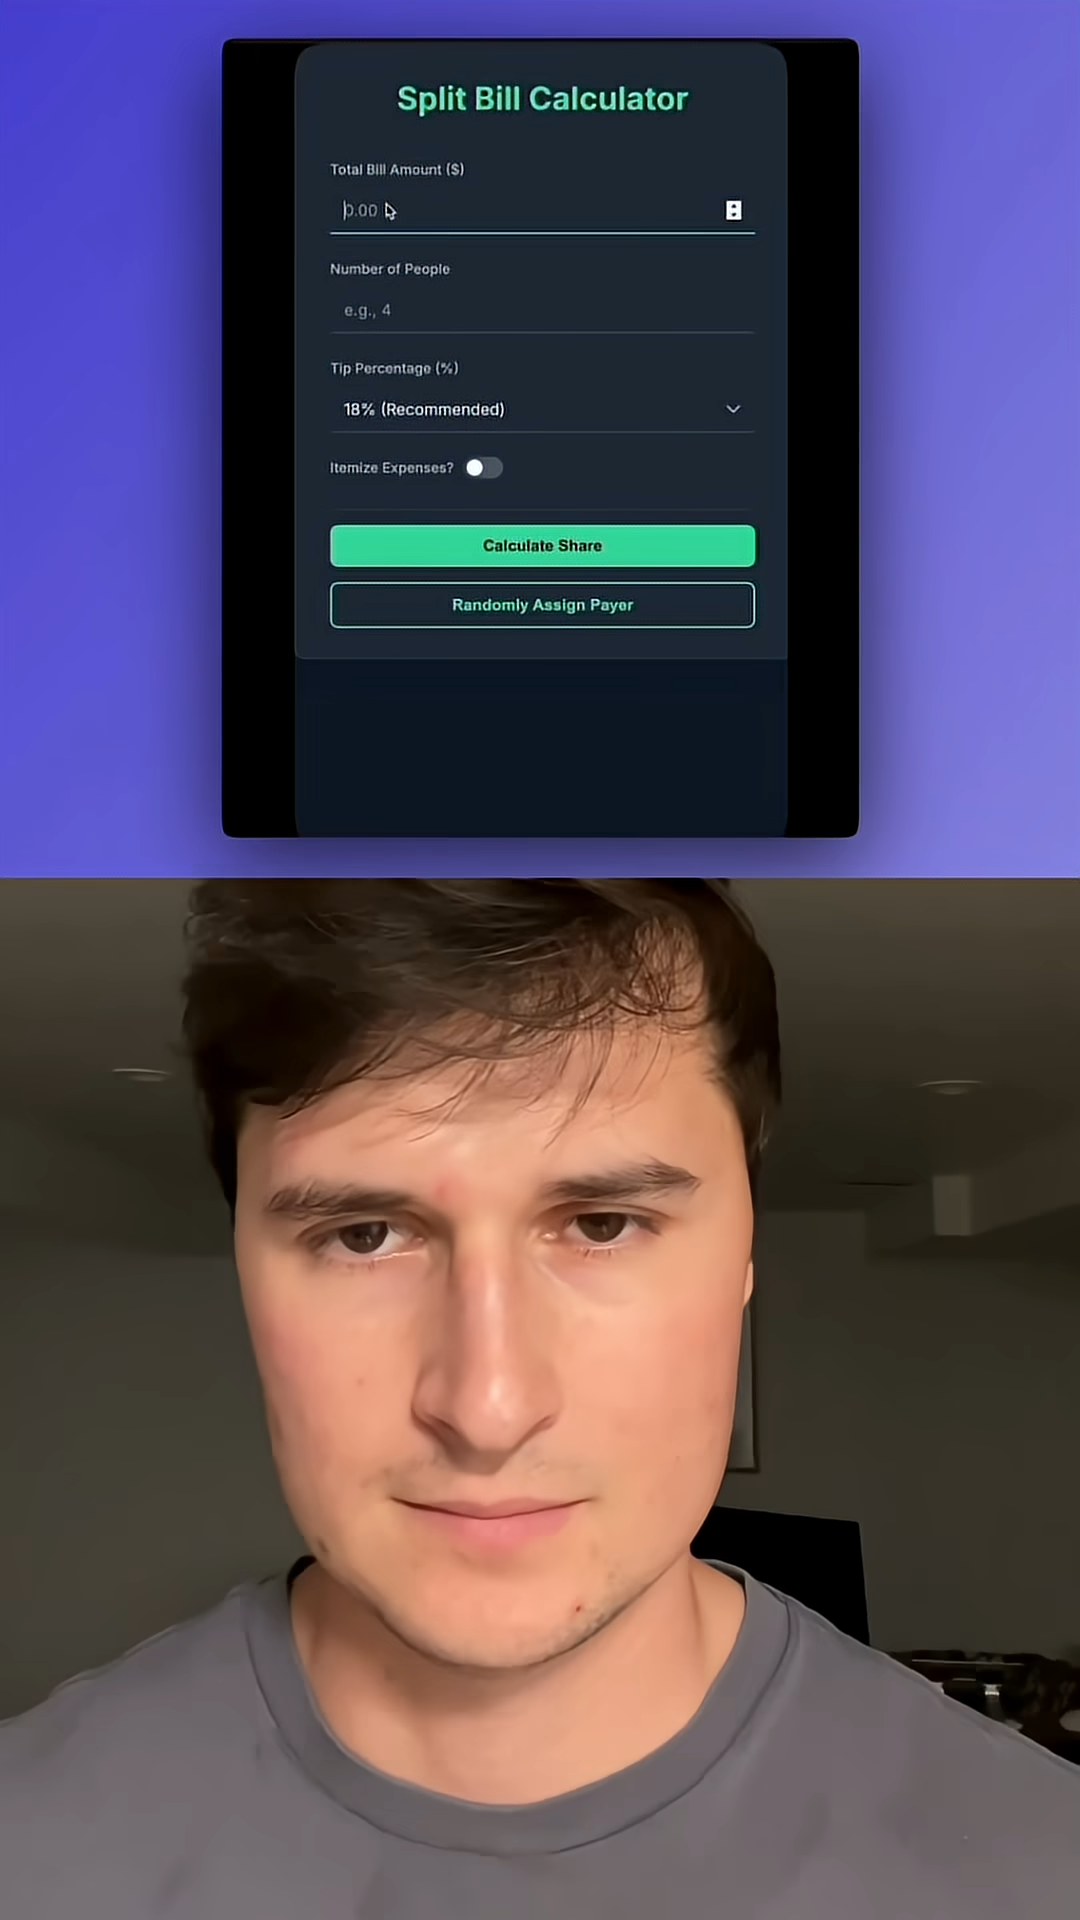 Split Bill Calculator
Total Bill Amount ($)
0.00
Number of People
e.g., 4
Tip Percentage (%)
18% (Recommended)
Itemize Expenses?
Calculate Share
Randomly Assign Payer